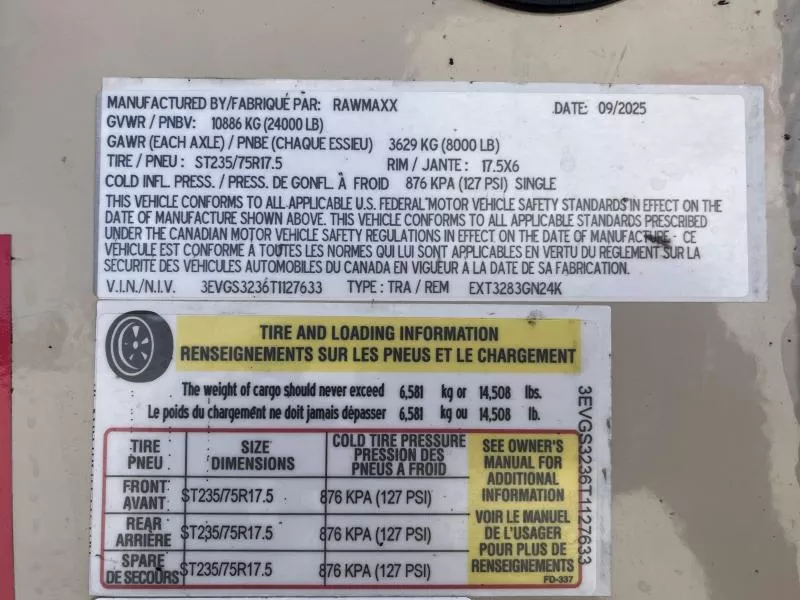 MANUFACTURED BY/FABRIQUÉ PAR: RAWMAXX DATE: 09/2025
GVWR / PNBV: 10886 KG (24000 LB)
GAWR (EACH AXLE) / PNBE (CHAQUE ESSIEU) 3629 KG (8000 LB)
TIRE / PNEU : ST235/75R17.5 RIM / JANTE : 17.5X6
COLD INFL. PRESS. / PRESS. DE GONFL. À FROID 876 KPA (127 PSI) SINGLE
THIS VEHICLE CONFORMS TO ALL APPLICABLE U.S. FEDERAL MOTOR VEHICLE SAFETY STANDARDS IN EFFECT ON THE
DATE OF MANUFACTURE SHOWN ABOVE. THIS VEHICLE CONFORMS TO ALL APPLICABLE STANDARDS PRESCRIBED
UNDER THE CANADIAN MOTOR VEHICLE SAFETY REGULATIONS IN EFFECT ON THE DATE OF MANUFACTURE - CE
VÉHICULE EST CONFORME À TOUTES LES NORMES QUI LUI SONT APPLICABLES EN VERTU DU REGLEMENT SUR LA
SÉCURITÉ DES VÉHICULES AUTOMOBILES DU CANADA EN VIGUEUR À LA DATE DE SA FABRICATION.
V.I.N./N.I.V. 3EVGS3236T1127633 TYPE : TRA / REM EXT3283GN24K
TIRE AND LOADING INFORMATION
RENSEIGNEMENTS SUR LES PNEUS ET LE CHARGEMENT
The weight of cargo should never exceed 6,581 kg or 14,508 lbs.
Le poids du chargement ne doit jamais dépasser 6,581 kg ou 14,508 lb.
TIRE
PNEU
SIZE
DIMENSIONS
COLD TIRE PRESSURE
PRESSION DES
PNEUS A FROID
FRONT
AVANT
ST235/75R17.5
876 KPA (127 PSI)
REAR
ARRIÈRE
ST235/75R17.5
876 KPA (127 PSI)
SPARE
DE SECOURS
ST235/75R17.5
876 KPA (127 PSI)
SEE OWNER'S
MANUAL FOR
ADDITIONAL
INFORMATION
VOIR LE MANUEL
DE L'USAGER
POUR PLUS DE
RENSEIGNEMENTS
FD-337
3EVGS3236T1127633